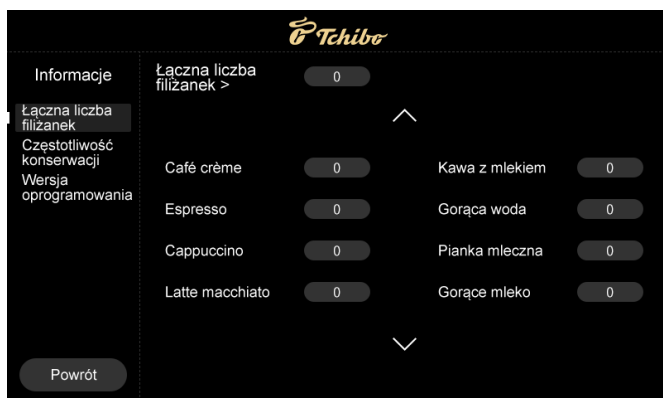 Tchibo
Informacje
Łączna liczba
filiżanek
Częstotliwość
konserwacji
Wersja
oprogramowania
Powrót
Łączna liczba
filiżanek > 0
Café crème 0 Kawa z mlekiem 0
Espresso 0 Gorąca woda 0
Cappuccino 0 Pianka mleczna 0
Latte macchiato 0 Gorące mleko 0